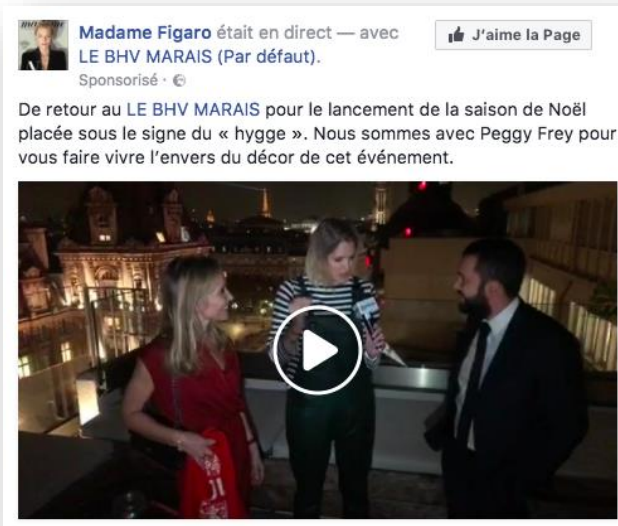 Madame Figaro était en direct — avec
LE BHV MARAIS (Par défaut).
Sponsorisé ·
J'aime la Page
De retour au LE BHV MARAIS pour le lancement de la saison de Noël
placée sous le signe du « hygge ». Nous sommes avec Peggy Frey pour
vous faire vivre l'envers du décor de cet événement.